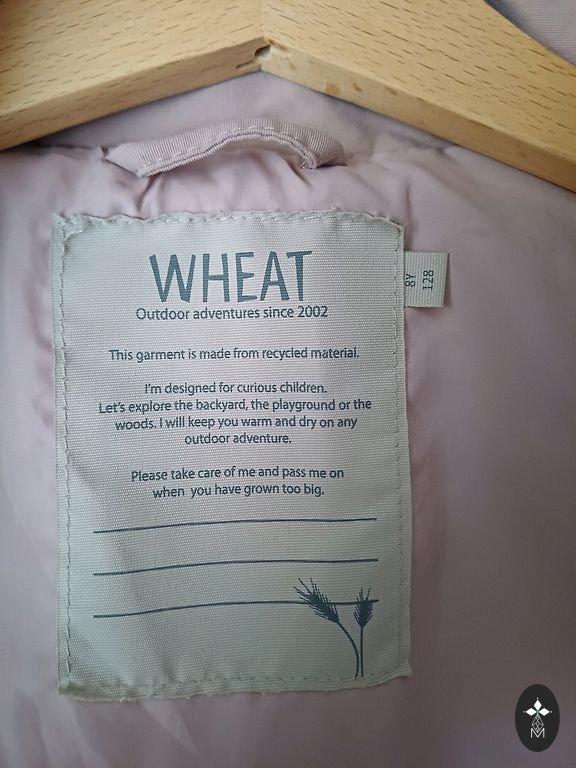 WHEAT
Outdoor adventures since 2002
This garment is made from recycled material.
I'm designed for curious children.
Let's explore the backyard, the playground or the
woods. I will keep you warm and dry on any
outdoor adventure.
Please take care of me and pass me on
when you have grown too big.
8Y
128
M